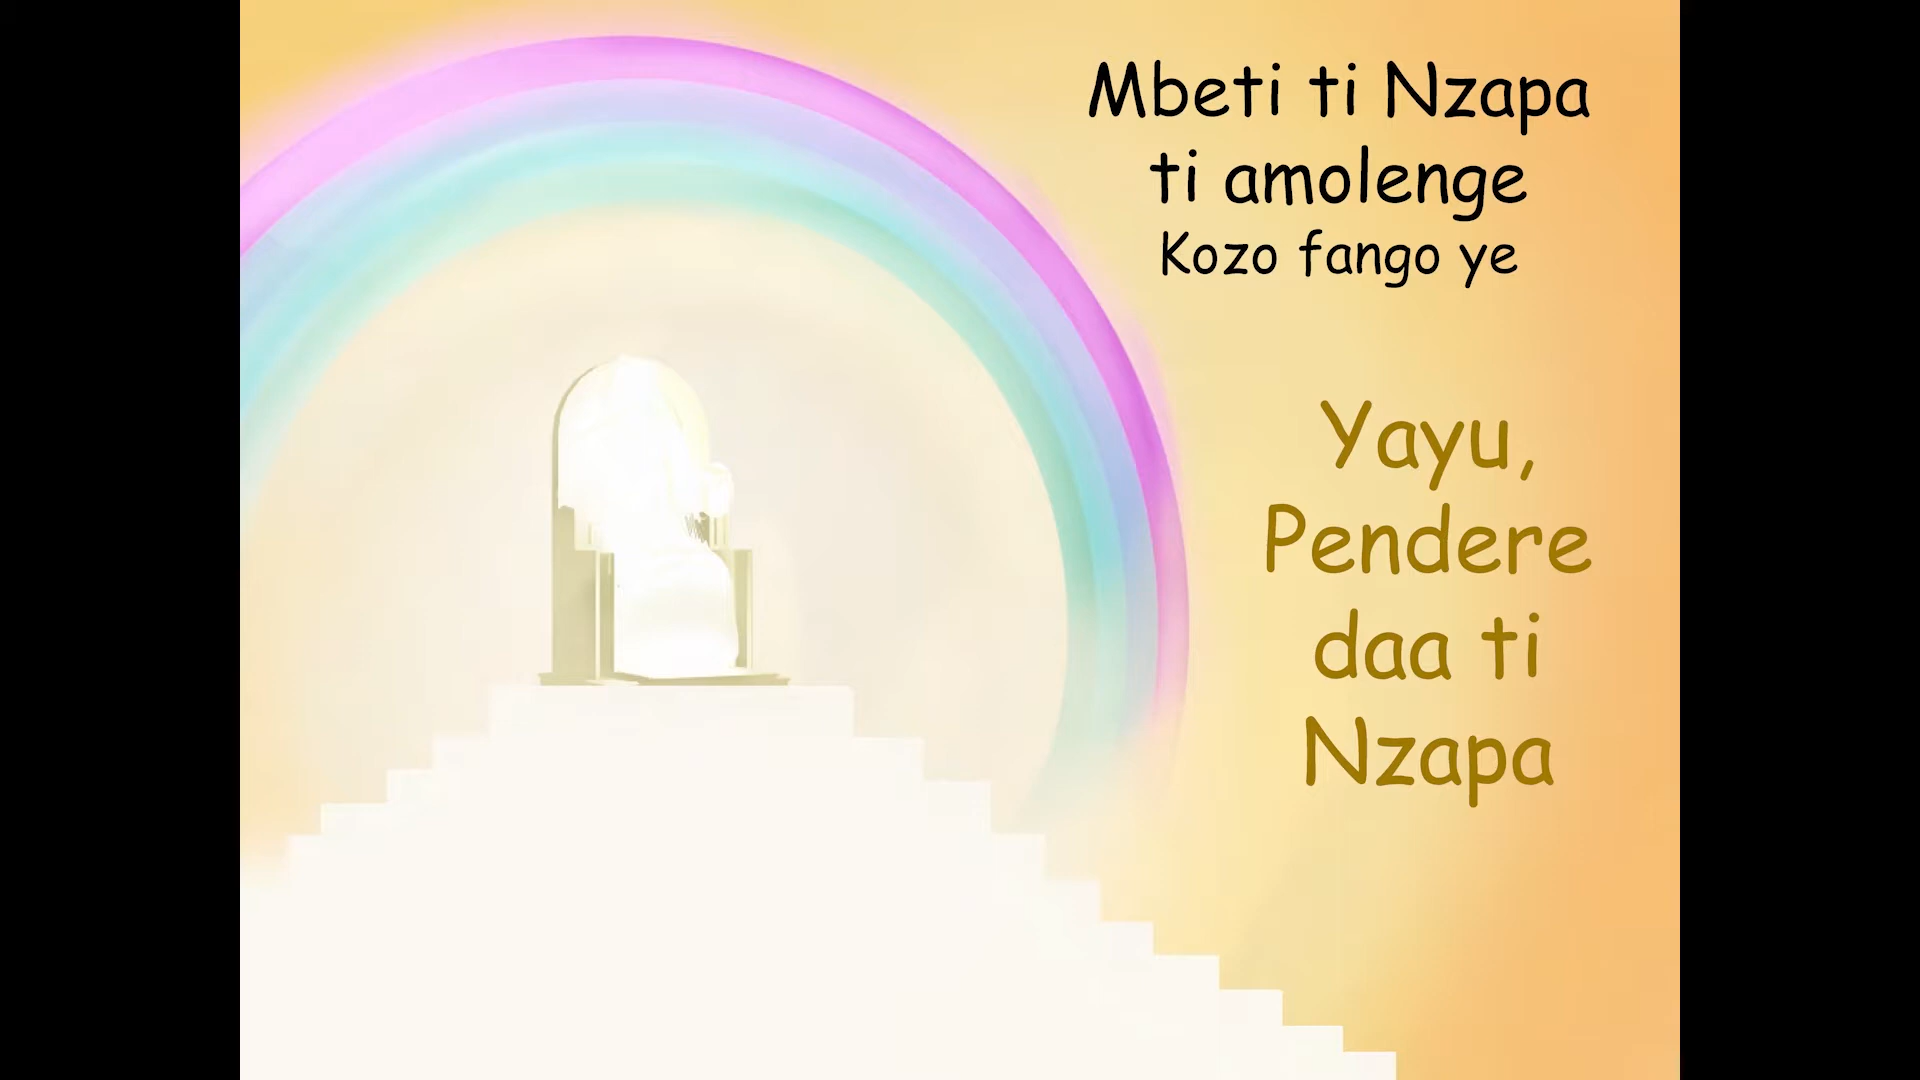 Mbeti ti Nzapa
ti amolenge
Kozo fango ye
Yayu,
Pendere
daa ti
Nzapa